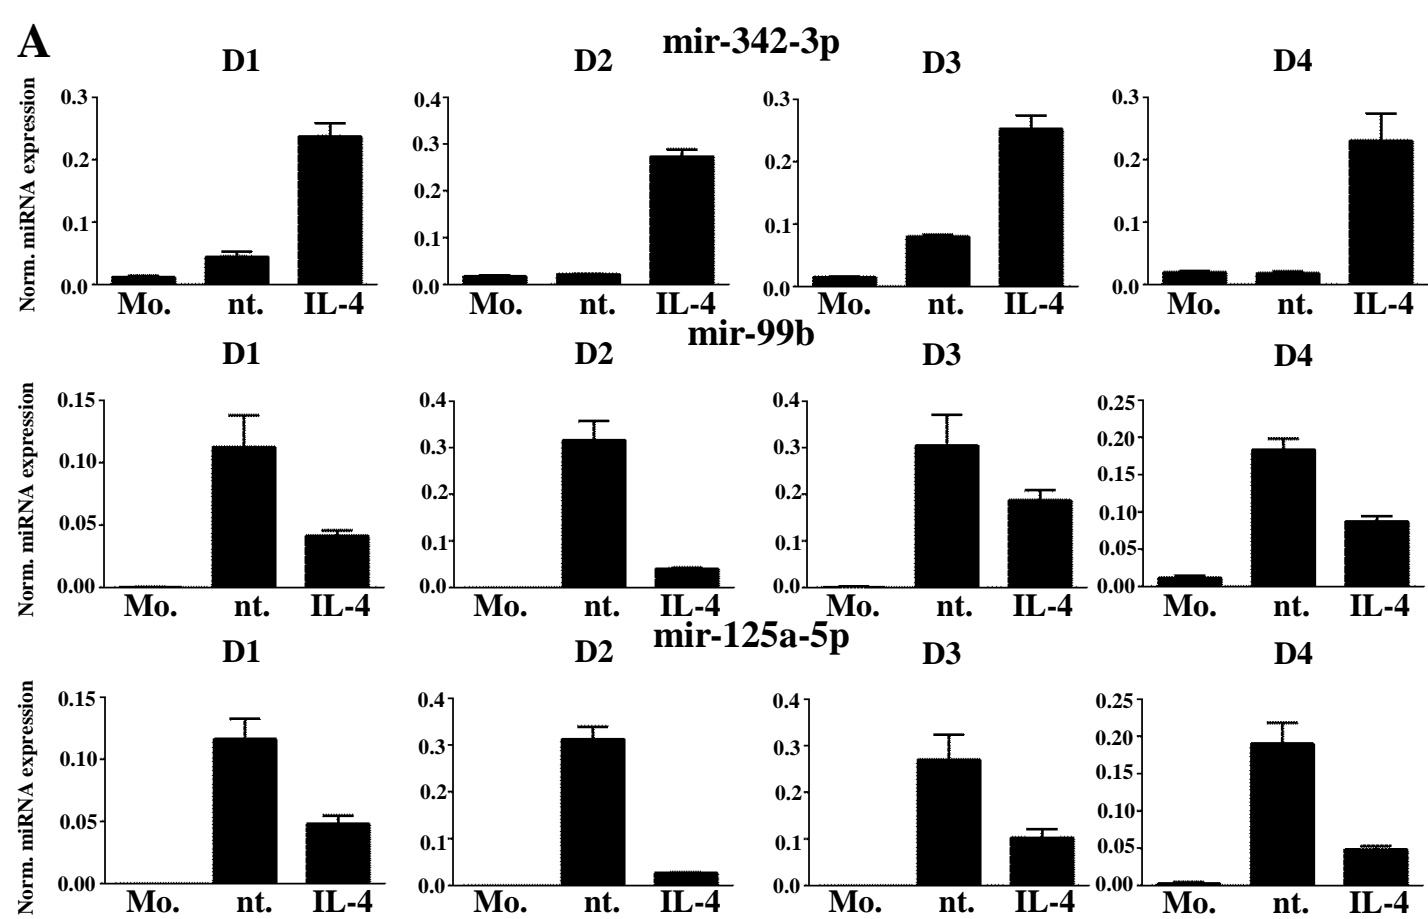 A
mir-342-3p
D1 D2 D3 D4
Norm. miRNA expression
0.3 0.4 0.3 0.3
0.2 0.3 0.2 0.2
0.1 0.2 0.1 0.1
0.0 0.1 0.0 0.0
0.0
Mo. nt. IL-4 Mo. nt. IL-4 Mo. nt. IL-4 Mo. nt. IL-4
mir-99b
D1 D2 D3 D4
Norm. miRNA expression
0.15 0.4 0.4 0.25
0.10 0.3 0.3 0.20
0.05 0.2 0.2 0.15
0.00 0.1 0.1 0.10
0.0 0.0 0.05
0.00
Mo. nt. IL-4 Mo. nt. IL-4 Mo. nt. IL-4 Mo. nt. IL-4
mir-125a-5p
D1 D2 D3 D4
Norm. miRNA expression
0.15 0.4 0.4 0.25
0.10 0.3 0.3 0.20
0.05 0.2 0.2 0.15
0.00 0.1 0.1 0.10
0.0 0.0 0.05
0.00
Mo. nt. IL-4 Mo. nt. IL-4 Mo. nt. IL-4 Mo. nt. IL-4